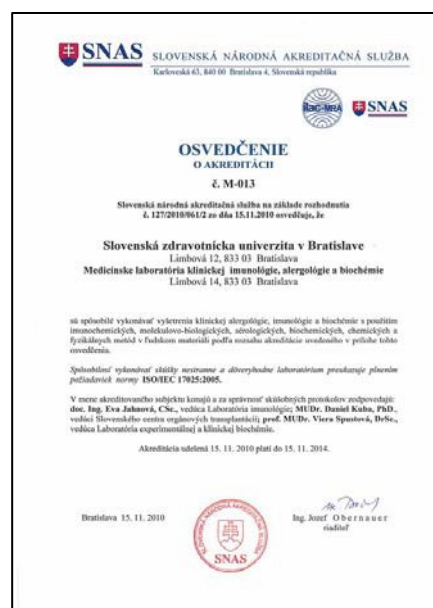 SNAS SLOVENSKÁ NÁRODNÁ AKREDITAČNÁ SLUŽBA
Karloveská 63, 840 00 Bratislava 4, Slovenská republika
ilac-MRA SNAS
OSVEDČENIE
O AKREDITÁCII
č. M-013
Slovenská národná akreditačná služba na základe rozhodnutia
č. 127/2010/061/2 zo dňa 15.11.2010 osvedčuje, že
Slovenská zdravotnícka univerzita v Bratislave
Limbová 12, 833 03 Bratislava
Medicínske laboratória klinickej imunológie, alergológie a biochémie
Limbová 14, 833 03 Bratislava
sú spôsobilé vykonávať vyšetrenia klinickej alergológie, imunológie a biochémie s použitím
imunochemických, molekulovo-biologických, sérologických, biochemických, chemických a
fyzikálnych metód v ľudskom materiáli podľa rozsahu akreditácie uvedeného v prílohe tohto
osvedčenia.
Spôsobilosť vykonávať skúšky nestranne a dôveryhodne laboratórium preukazuje plnením
požiadaviek normy ISO/IEC 17025:2005.
V mene akreditovaného subjektu konajú a za správnosť skúšobných protokolov zodpovedajú:
doc. Ing. Eva Jahnová, CSc., vedúca Laboratória imunológie; MUDr. Daniel Kuba, PhD.,
vedúci Slovenského centra orgánových transplantácií; prof. MUDr. Viera Spustová, DrSc.,
vedúca Laboratória experimentálnej a klinickej biochémie.
Akreditácia udelená 15. 11. 2010 platí do 15. 11. 2014.
Bratislava 15. 11. 2010
Ing. Jozef Obernauer
riaditeľ
SLOVENSKÁ NÁRODNÁ AKREDITAČNÁ SLUŽBA
SNAS